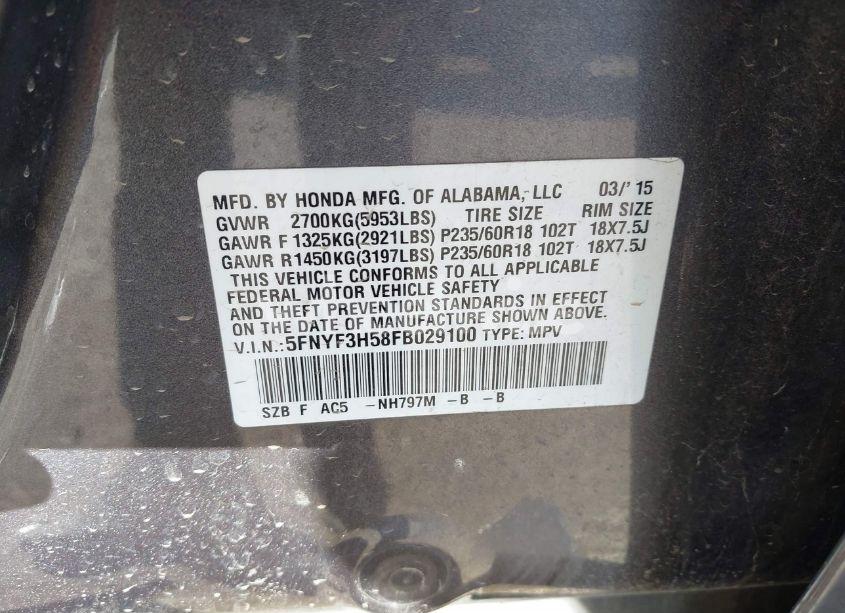 MFD. BY HONDA MFG. OF ALABAMA, LLC 03/'15
GVWR 2700KG(5953LBS) TIRE SIZE RIM SIZE
GAWR F 1325KG(2921LBS) P235/60R18 102T 18X7.5J
GAWR R1450KG(3197LBS) P235/60R18 102T 18X7.5J
THIS VEHICLE CONFORMS TO ALL APPLICABLE
FEDERAL MOTOR VEHICLE SAFETY
AND THEFT PREVENTION STANDARDS IN EFFECT
ON THE DATE OF MANUFACTURE SHOWN ABOVE.
V.I.N.:5FNYF3H58FB029100 TYPE: MPV
SZB F AC5 -NH797M -B -B